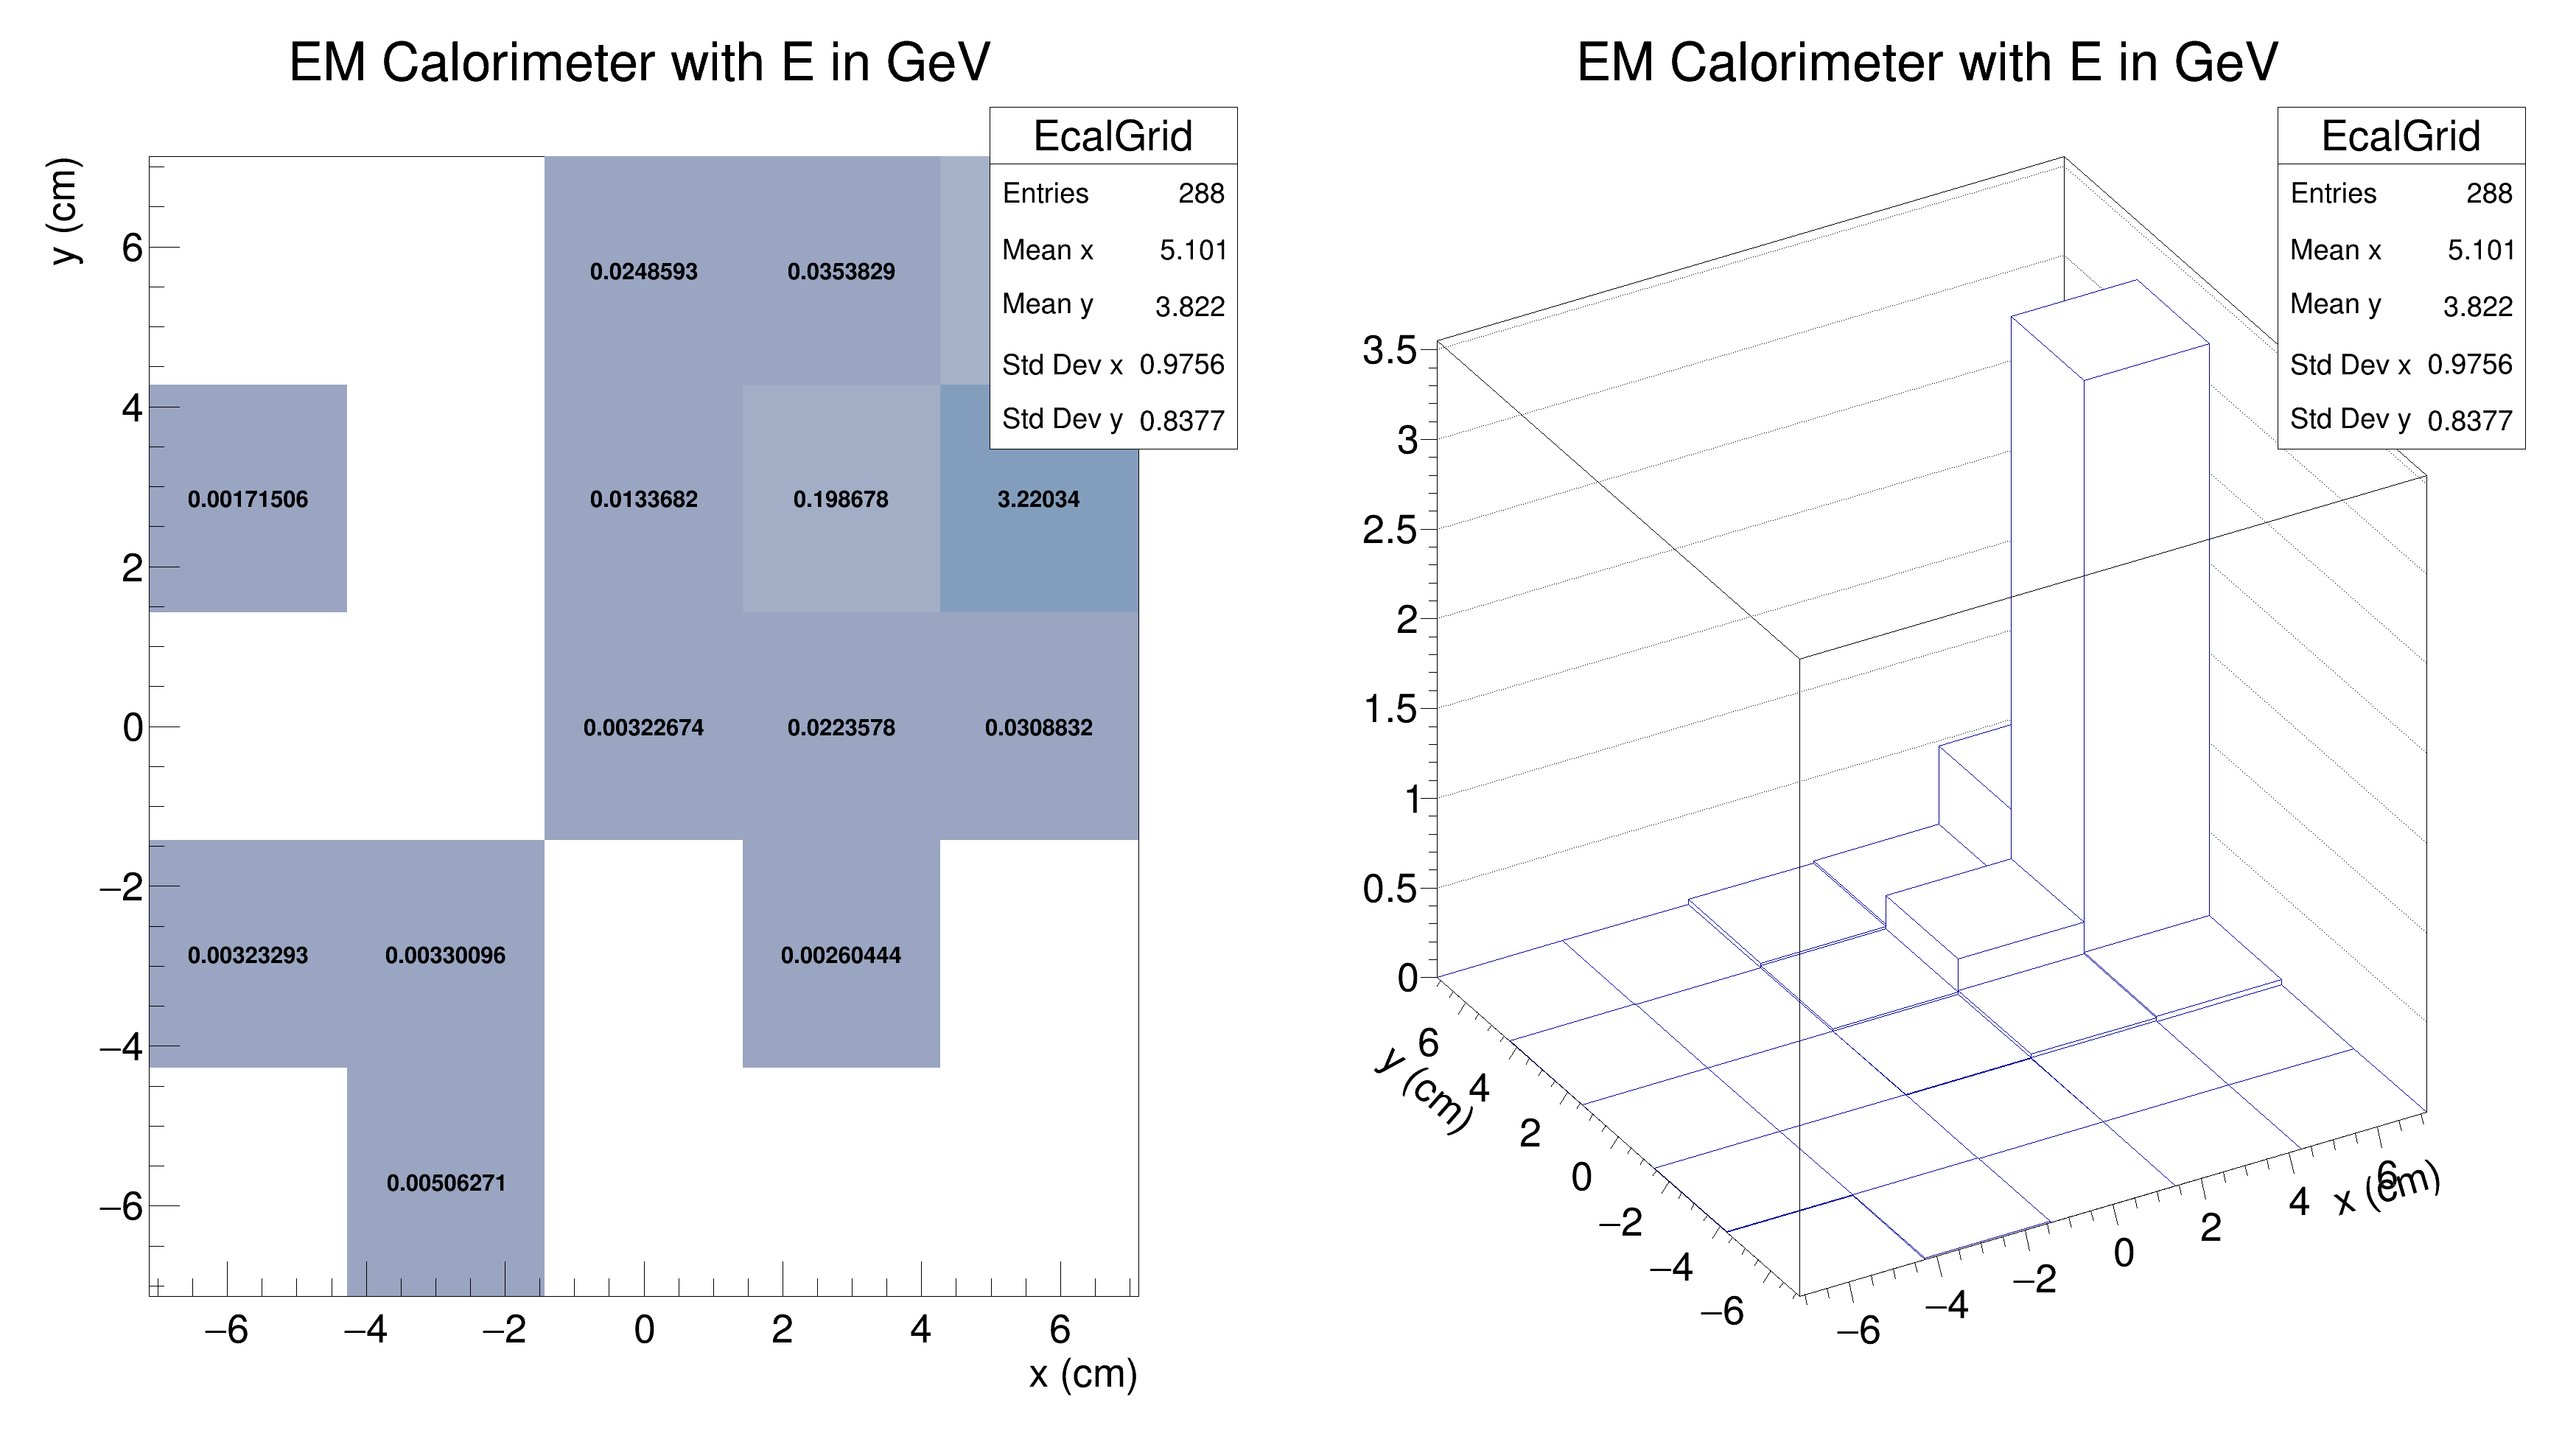 EM Calorimeter with E in GeV
EcalGrid
Entries 288
Mean x 5.101
Mean y 3.822
Std Dev x 0.9756
Std Dev y 0.8377
y (cm)
6
4
2
0
−2
−4
−6
0.0248593 0.0353829
0.00171506 0.0133682 0.198678 3.22034
0.00322674 0.0223578 0.0308832
0.00323293 0.00330096 0.00260444
0.00506271
−6 −4 −2 0 2 4 6
x (cm)
EM Calorimeter with E in GeV
EcalGrid
Entries 288
Mean x 5.101
Mean y 3.822
Std Dev x 0.9756
Std Dev y 0.8377
3.5
3
2.5
2
1.5
1
0.5
0
6
4
2
0
−2
−4
−6
y (cm)
−6 −4 −2 0 2 4 6
x (cm)